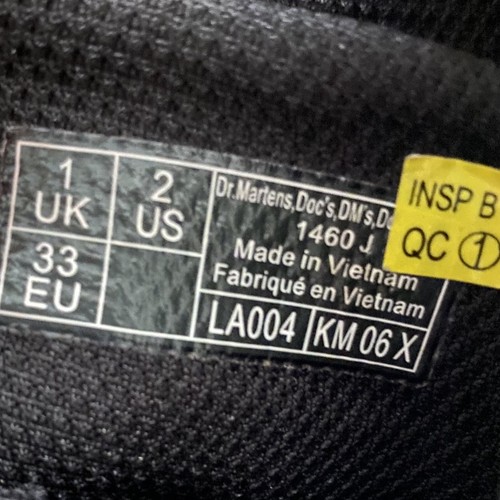 1
UK
2
US
33
EU
Dr.Martens,Doc's,DM's,
1460 J
Made in Vietnam
Fabriqué en Vietnam
LA004
KM 06 X
INSP B
QC 1